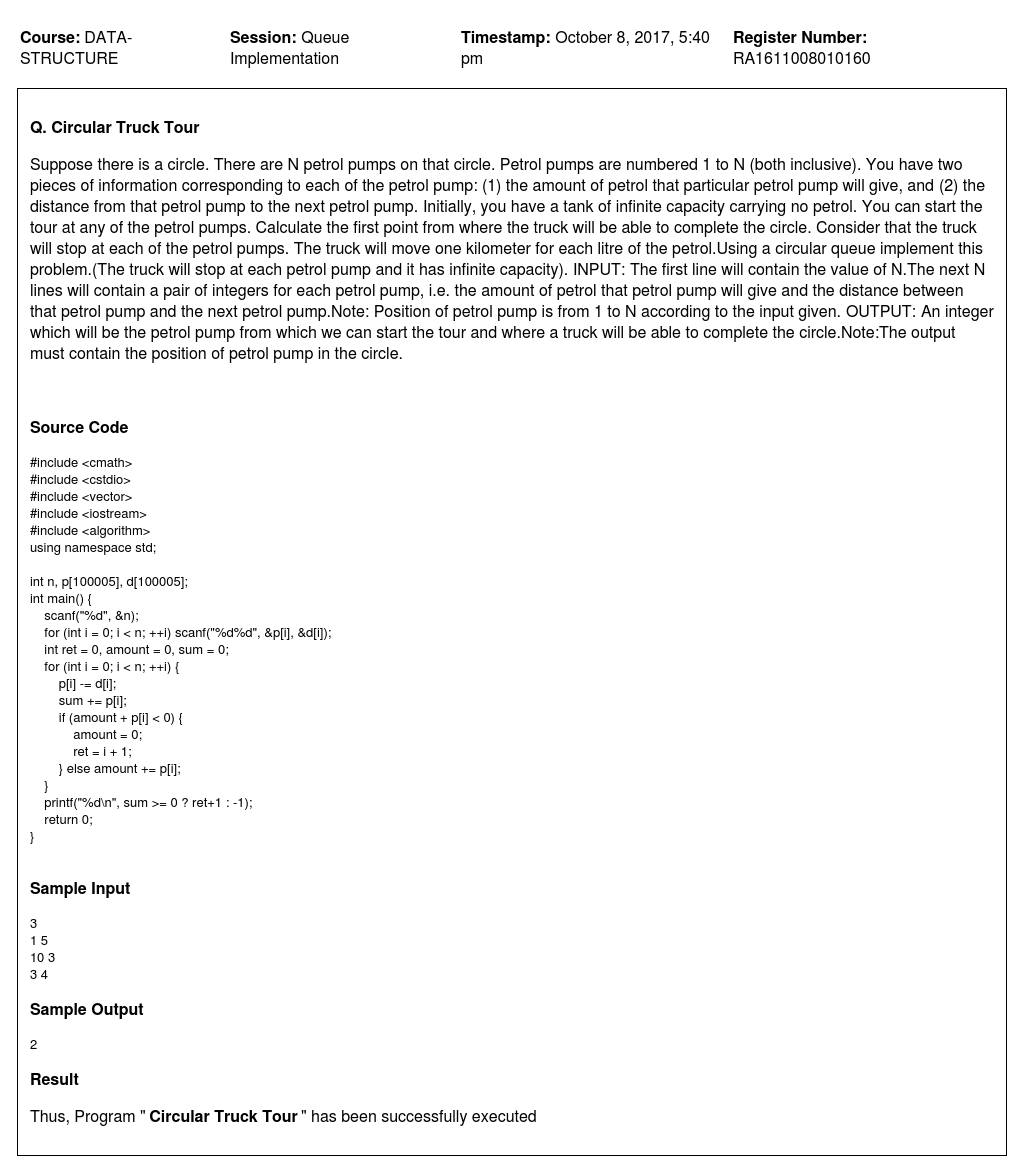 Course: DATA-STRUCTURE
Session: Queue Implementation
Timestamp: October 8, 2017, 5:40 pm
Register Number: RA1611008010160
Q. Circular Truck Tour
Suppose there is a circle. There are N petrol pumps on that circle. Petrol pumps are numbered 1 to N (both inclusive). You have two
pieces of information corresponding to each of the petrol pump: (1) the amount of petrol that particular petrol pump will give, and (2) the
distance from that petrol pump to the next petrol pump. Initially, you have a tank of infinite capacity carrying no petrol. You can start the
tour at any of the petrol pumps. Calculate the first point from where the truck will be able to complete the circle. Consider that the truck
will stop at each of the petrol pumps. The truck will move one kilometer for each litre of the petrol.Using a circular queue implement this
problem.(The truck will stop at each petrol pump and it has infinite capacity). INPUT: The first line will contain the value of N.The next N
lines will contain a pair of integers for each petrol pump, i.e. the amount of petrol that petrol pump will give and the distance between
that petrol pump and the next petrol pump.Note: Position of petrol pump is from 1 to N according to the input given. OUTPUT: An integer
which will be the petrol pump from which we can start the tour and where a truck will be able to complete the circle.Note:The output
must contain the position of petrol pump in the circle.
Source Code
#include <cmath>
#include <cstdio>
#include <vector>
#include <iostream>
#include <algorithm>
using namespace std;
int n, p[100005], d[100005];
int main() {
    scanf("%d", &n);
    for (int i = 0; i < n; ++i) scanf("%d%d", &p[i], &d[i]);
    int ret = 0, amount = 0, sum = 0;
    for (int i = 0; i < n; ++i) {
        p[i] -= d[i];
        sum += p[i];
        if (amount + p[i] < 0) {
            amount = 0;
            ret = i + 1;
        } else amount += p[i];
    }
    printf("%d\n", sum >= 0 ? ret+1 : -1);
    return 0;
}
Sample Input
3
1 5
10 3
3 4
Sample Output
2
Result
Thus, Program " Circular Truck Tour " has been successfully executed